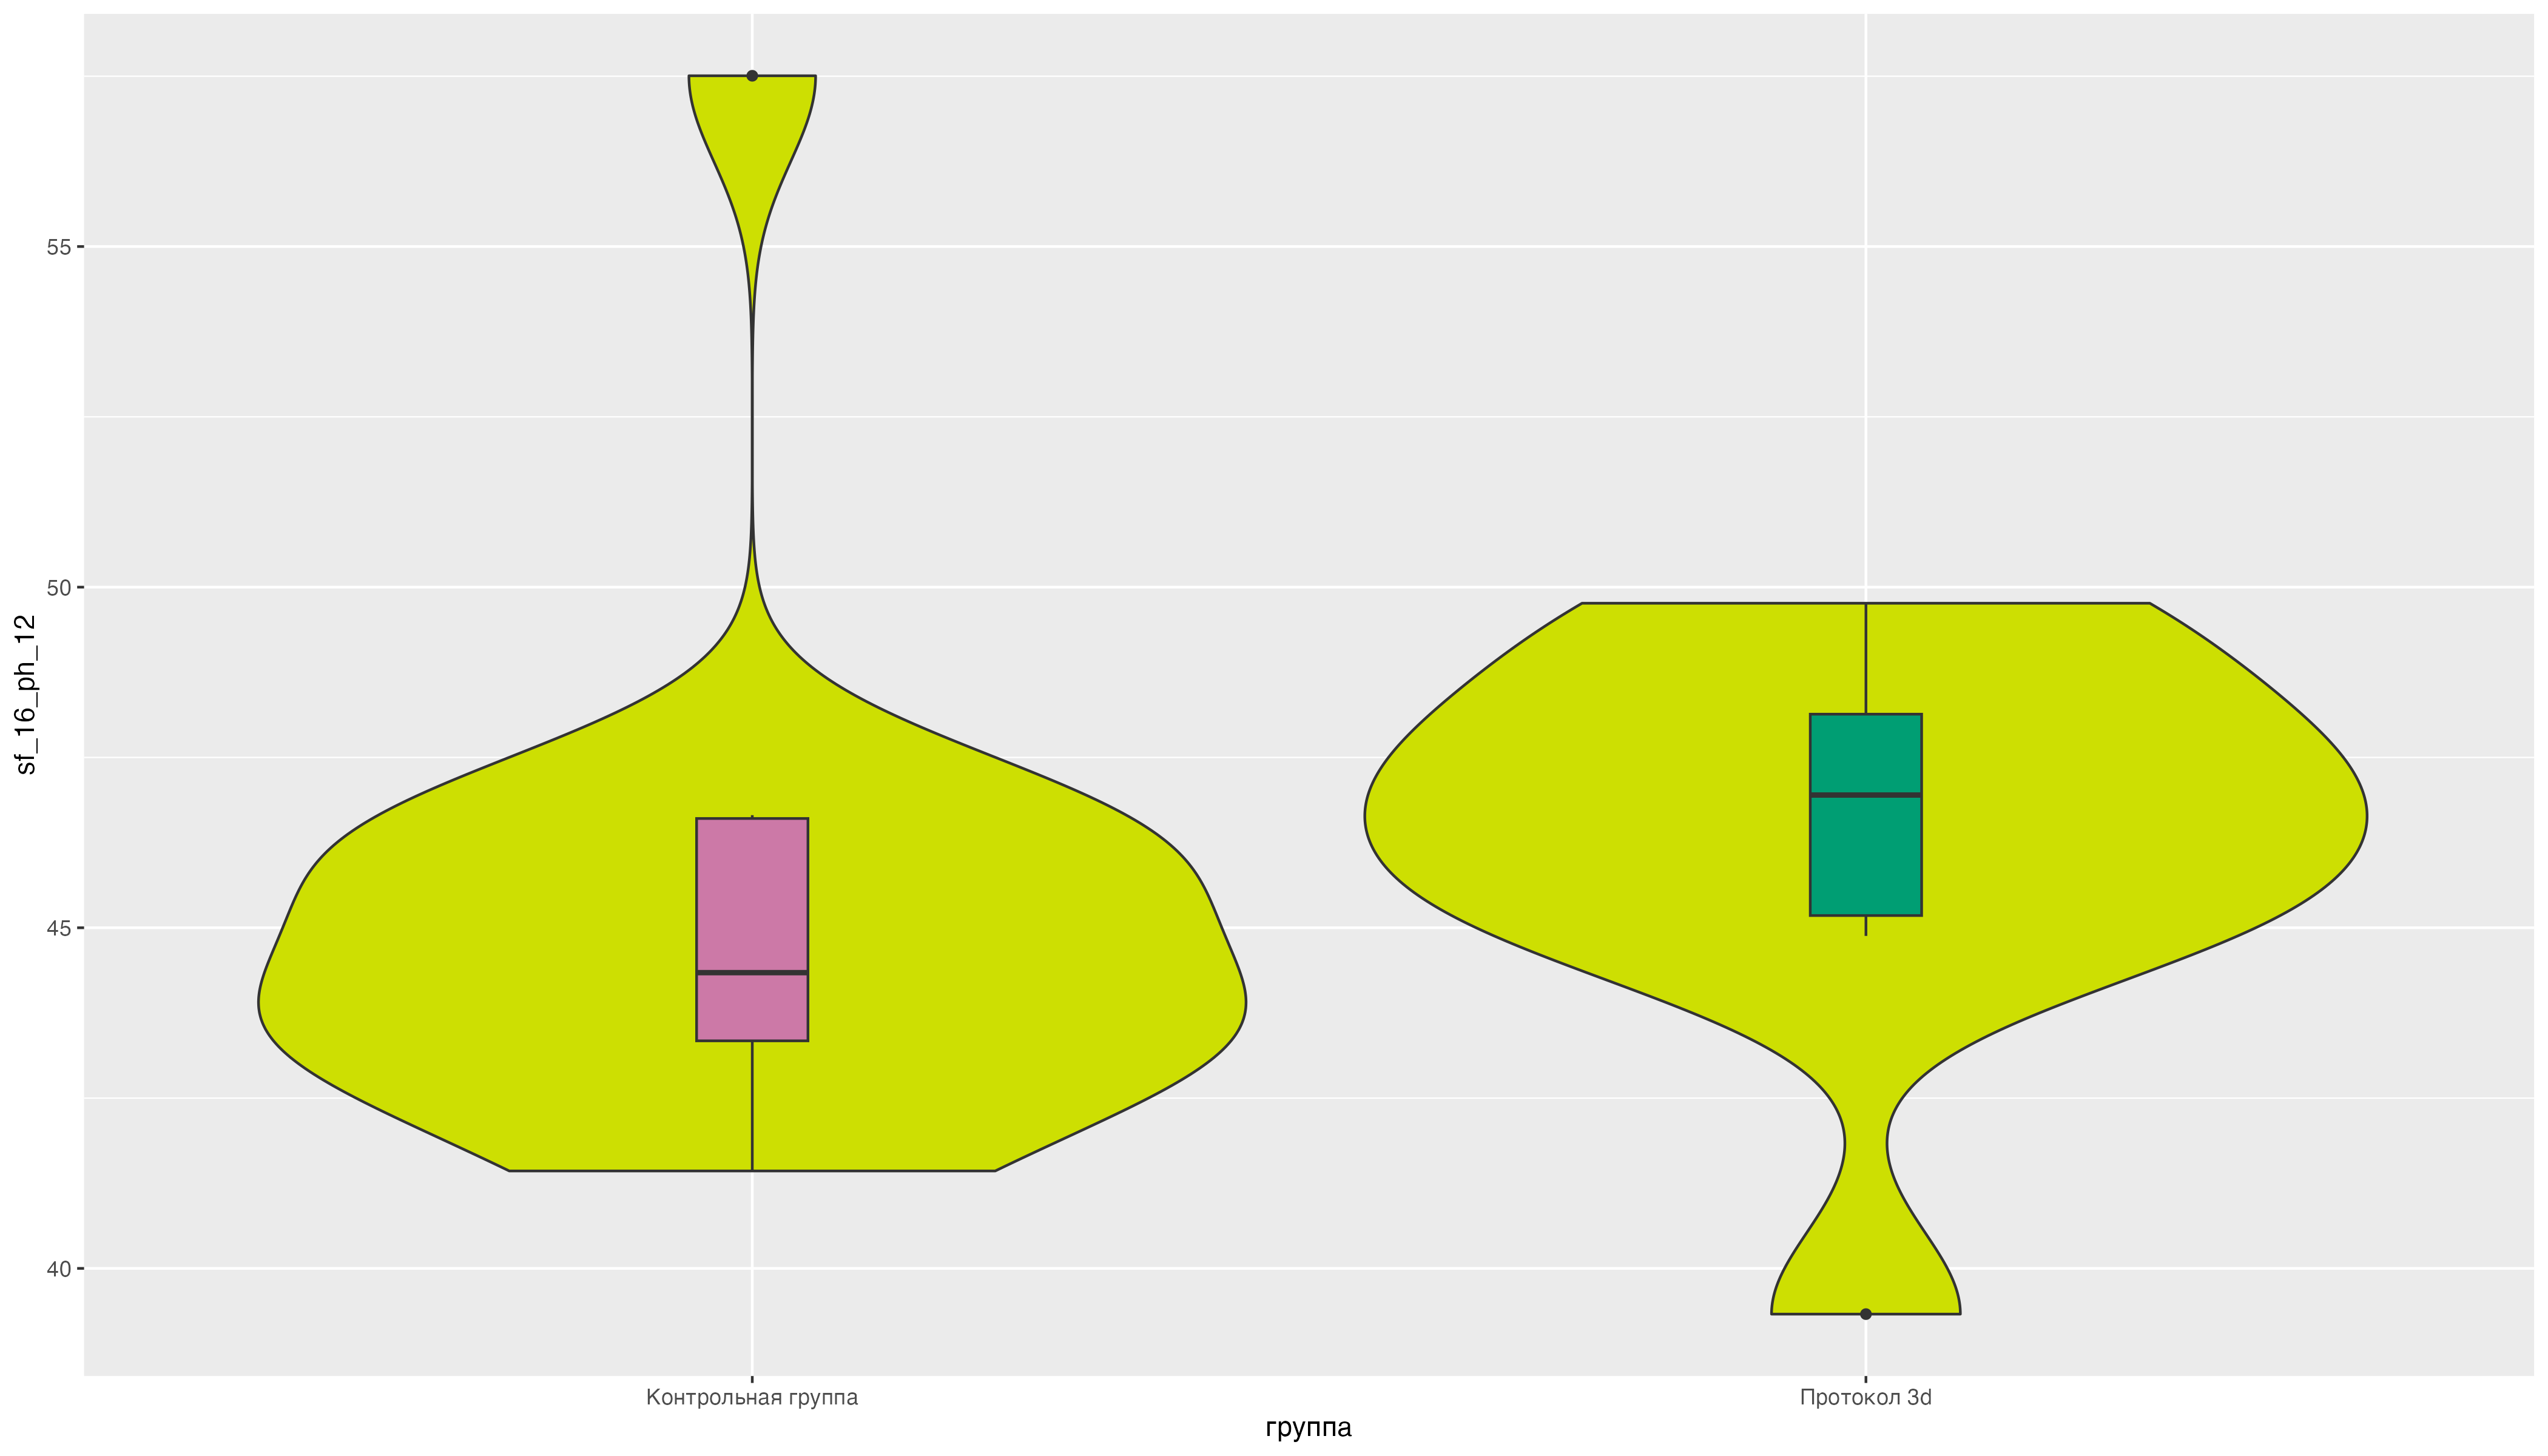 sf_16_ph_12
55
50
45
40
Контрольная группа
Протокол 3d
группа